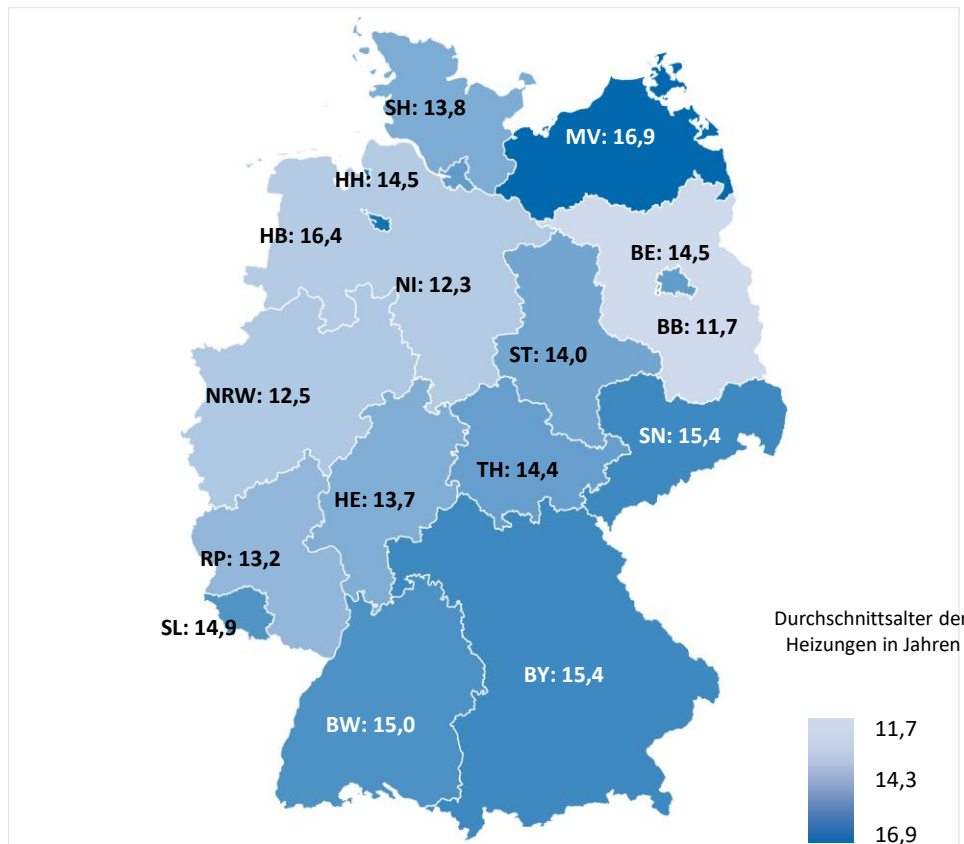 SH: 13,8
MV: 16,9
HH: 14,5
HB: 16,4
BE: 14,5
NI: 12,3
BB: 11,7
ST: 14,0
NRW: 12,5
SN: 15,4
TH: 14,4
HE: 13,7
RP: 13,2
SL: 14,9
BY: 15,4
BW: 15,0
Durchschnittsalter der
Heizungen in Jahren
11,7
14,3
16,9